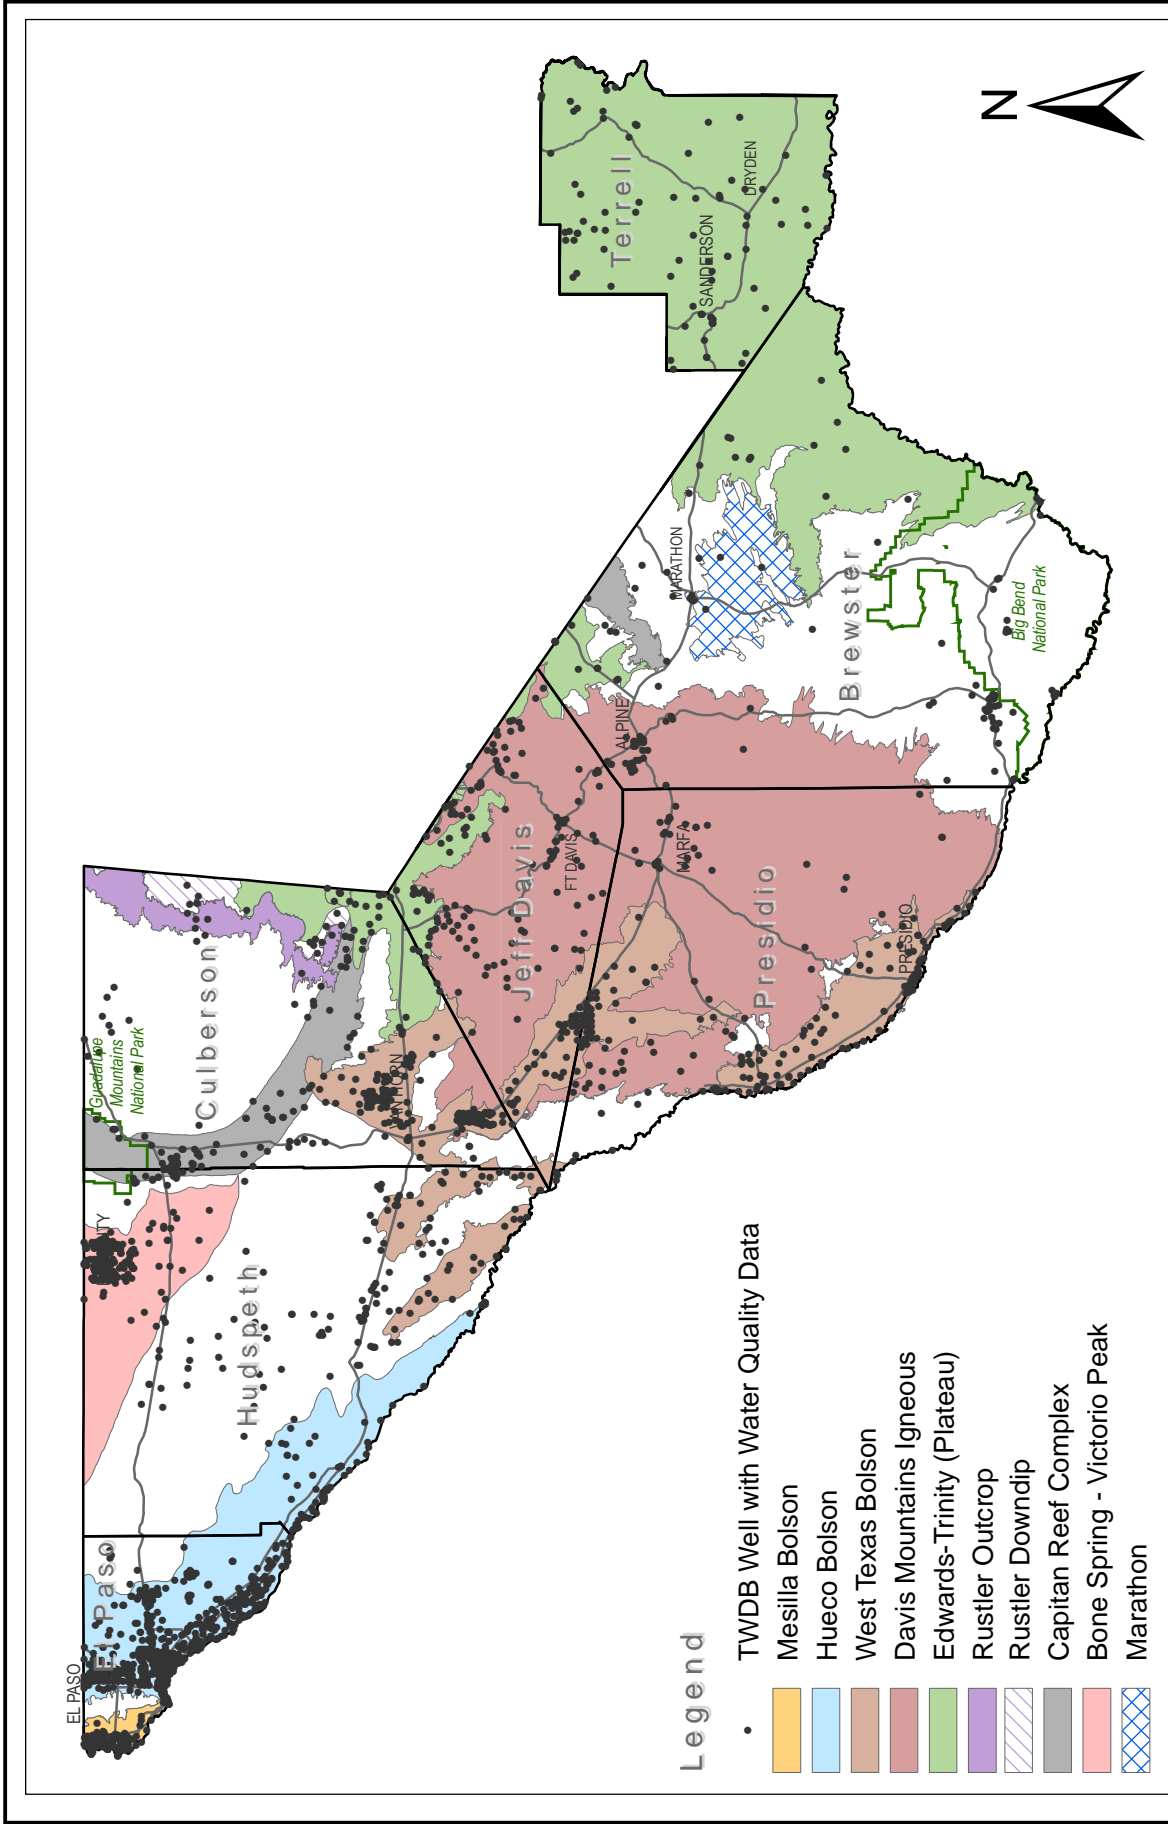 N
EL PASO
El Paso
Hudspeth
Culberson
Guadalupe
Mountains
National Park
VAN HORN
Jeff Davis
FT DAVIS
Presidio
MARFA
PRESIDIO
Brewster
ALPINE
MARATHON
Big Bend
National Park
Terrell
SANDERSON
DRYDEN
Legend
TWDB Well with Water Quality Data
Mesilla Bolson
Hueco Bolson
West Texas Bolson
Davis Mountains Igneous
Edwards-Trinity (Plateau)
Rustler Outcrop
Rustler Downdip
Capitan Reef Complex
Bone Spring - Victorio Peak
Marathon